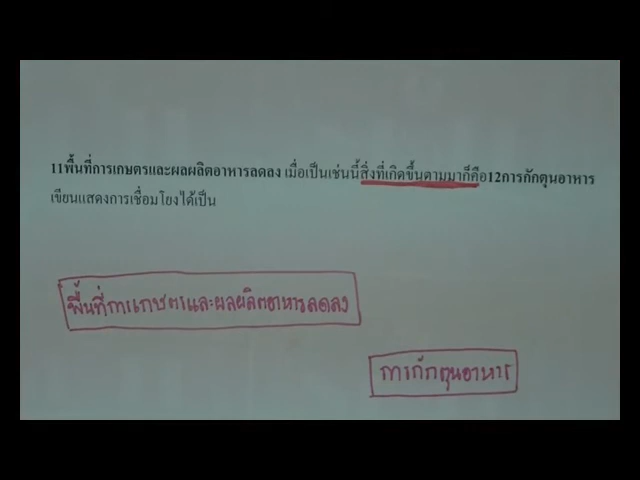 11พื้นที่การเกษตรและผลผลิตอาหารลดลง เมื่อเป็นเช่นนี้สิ่งที่เกิดขึ้นตามมาก็คือ12การกักตุนอาหาร
เขียนแสดงการเชื่อมโยงได้เป็น
พื้นที่การเกษตรและผลผลิตอาหารลดลง
การกักตุนอาหาร